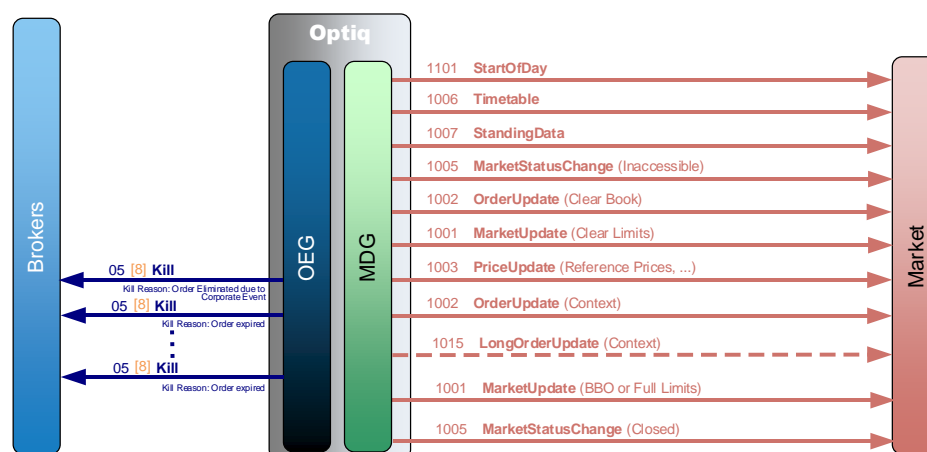 Optiq
1101 StartOfDay
1006 Timetable
1007 StandingData
1005 MarketStatusChange (Inaccessible)
1002 OrderUpdate (Clear Book)
1001 MarketUpdate (Clear Limits)
Brokers
OEG
MDG
Market
05 [8] Kill
1003 PriceUpdate (Reference Prices, ...)
Kill Reason: Order Eliminated due to
Corporate Event
05 [8] Kill
1002 OrderUpdate (Context)
Kill Reason: Order expired
1015 LongOrderUpdate (Context)
05 [8] Kill
Kill Reason: Order expired
1001 MarketUpdate (BBO or Full Limits)
1005 MarketStatusChange (Closed)